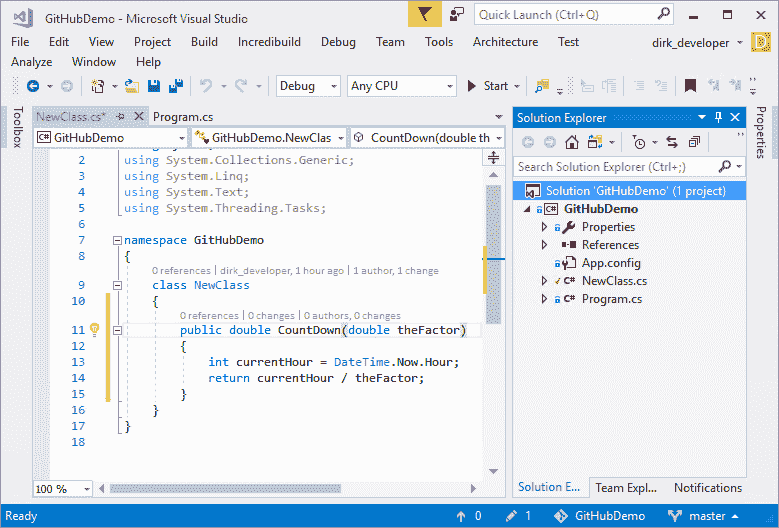 GitHubDemo - Microsoft Visual Studio
Quick Launch (Ctrl+Q)
File Edit View Project Build Incredibuild Debug Team Tools Architecture Test dirk_developer D
Analyze Window Help
Debug Any CPU Start
Toolbox
NewClass.cs* Program.cs
GitHubDemo GitHubDemo.NewClas CountDown(double th
2 using System.Collections.Generic;
3 using System.Linq;
4 using System.Text;
5 using System.Threading.Tasks;
6
7 namespace GitHubDemo
8 {
0 references | dirk_developer, 1 hour ago | 1 author, 1 change
9 class NewClass
10 {
0 references | 0 changes | 0 authors, 0 changes
11 public double CountDown(double theFactor)
12 {
13 int currentHour = DateTime.Now.Hour;
14 return currentHour / theFactor;
15 }
16 }
17 }
18
100 %
Solution Explorer
Search Solution Explorer (Ctrl+;)
Solution 'GitHubDemo' (1 project)
C# GitHubDemo
Properties
References
App.config
C# NewClass.cs
C# Program.cs
Solution E... Team Expl... Notifications
Properties
Ready 0 1 GitHubDemo master